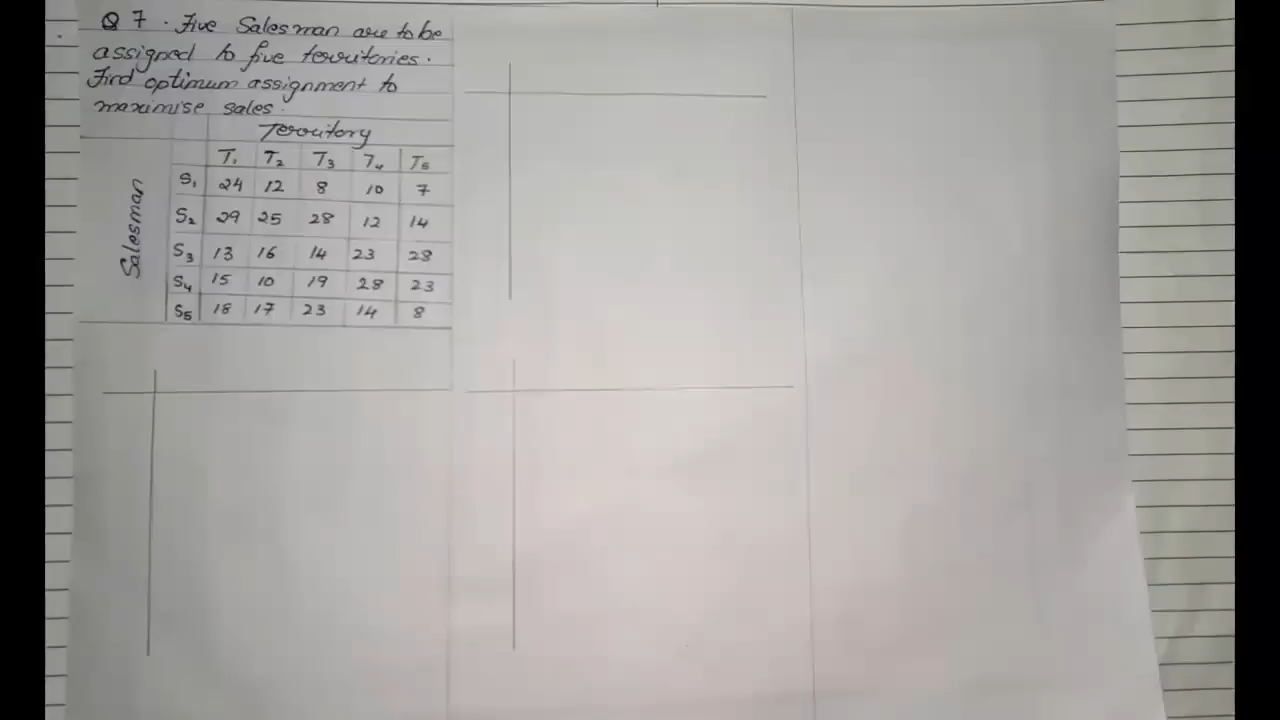 Q 7. Five Salesman are to be
assigned to five territories.
Find optimum assignment to
maximise sales.
Territory
T₁ T₂ T₃ T₄ T₅
Salesman
S₁ 24 12 8 10 7
S₂ 29 25 28 12 14
S₃ 13 16 14 23 28
S₄ 15 10 19 28 23
S₅ 18 17 23 14 8